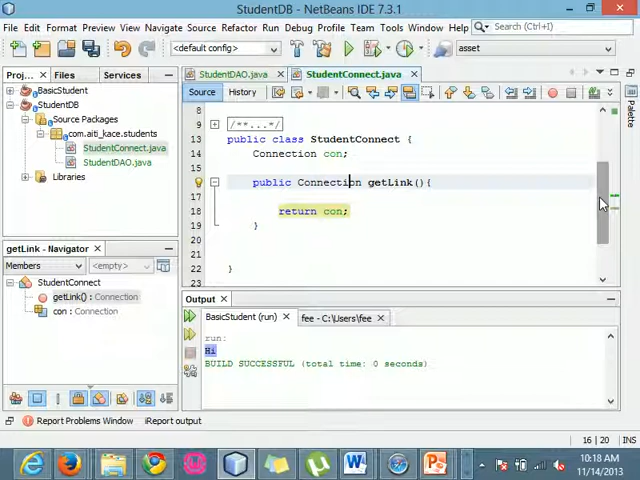 StudentDB - NetBeans IDE 7.3.1
File Edit Format View Navigate Source Refactor Run Debug Profile Team Tools Window Help Search (Ctrl+I)
<default config> asset
Proj... Files Services
BasicStudent
StudentDB
Source Packages
com.aiti_kace.students
StudentConnect.java
StudentDAO.java
Libraries
StudentDAO.java StudentConnect.java
Source History
8
9 /**...*/
13 public class StudentConnect {
14 Connection con;
15
16 public Connection getLink(){
17
18 return con;
19 }
20
21
22 }
23
Palette
getLink - Navigator
Members <empty>
StudentConnect
getLink() : Connection
con : Connection
Output
BasicStudent (run) fee - C:\Users\fee
run:
Hi
BUILD SUCCESSFUL (total time: 0 seconds)
Report Problems Window iReport output
16 | 20 INS
10:18 AM
11/14/2013